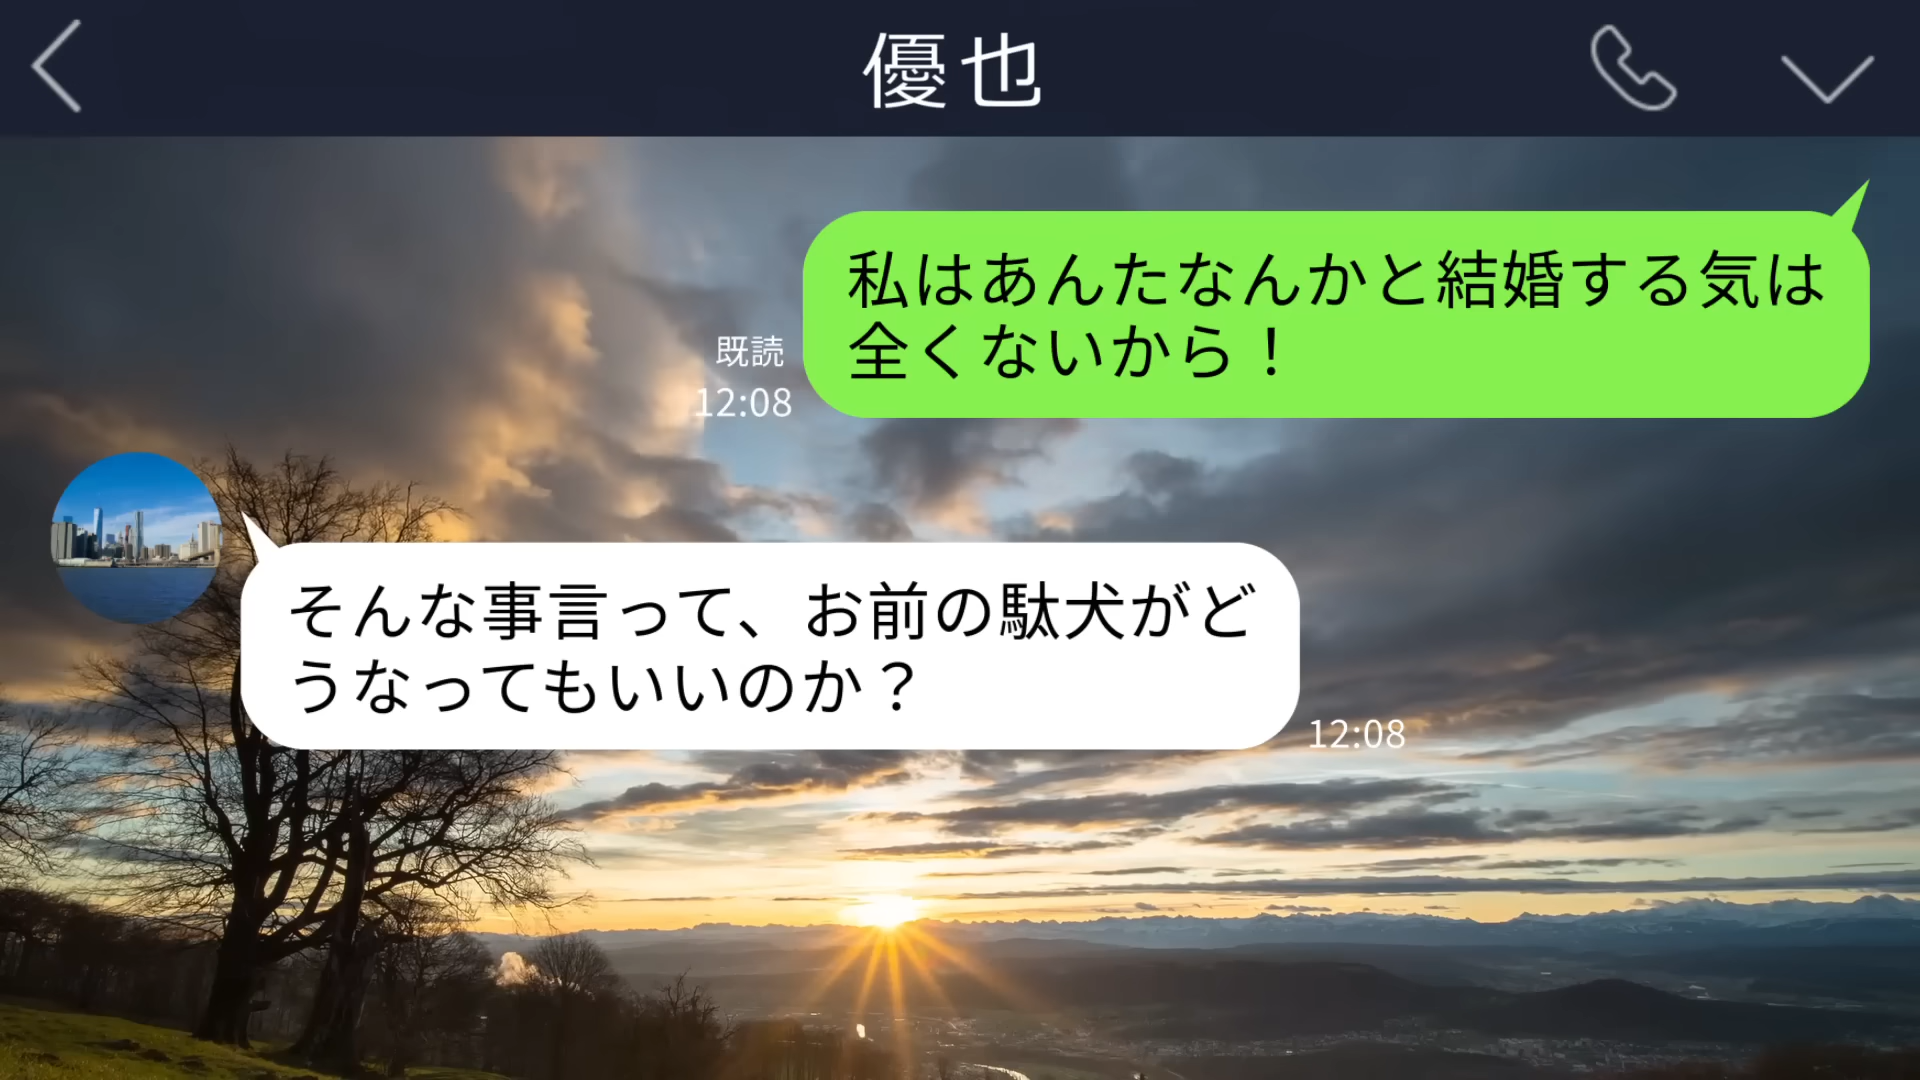 優也
私はあんたなんかと結婚する気は
全くないから！
既読
12:08
そんな事言って、お前の駄犬がど
うなってもいいのか？
12:08